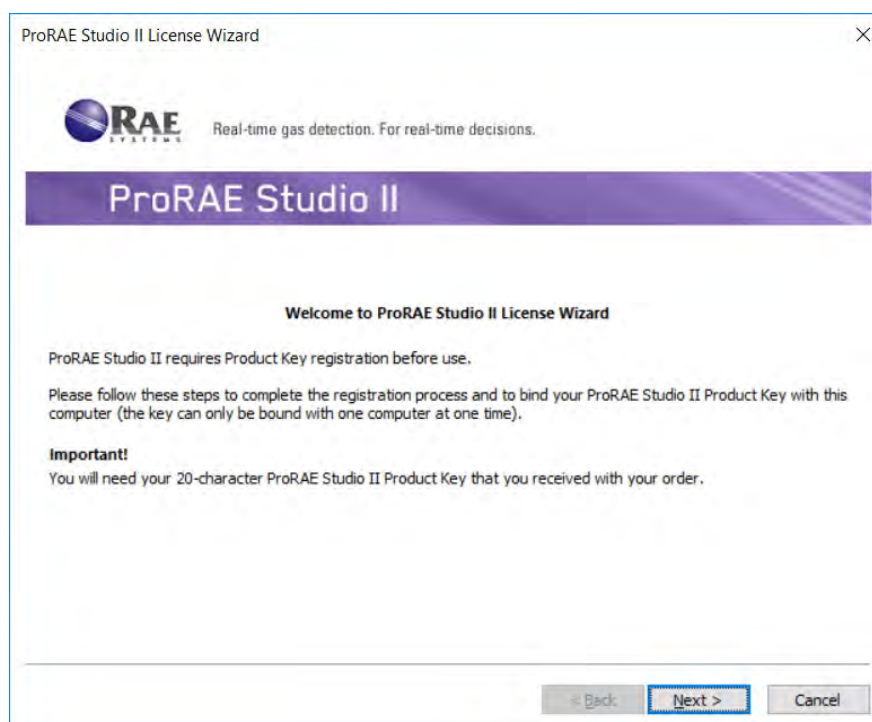 ProRAE Studio II License Wizard
RAE
SYSTEMS
Real-time gas detection. For real-time decisions.
ProRAE Studio II
Welcome to ProRAE Studio II License Wizard
ProRAE Studio II requires Product Key registration before use.
Please follow these steps to complete the registration process and to bind your ProRAE Studio II Product Key with this
computer (the key can only be bound with one computer at one time).
Important!
You will need your 20-character ProRAE Studio II Product Key that you received with your order.
< Back
Next >
Cancel